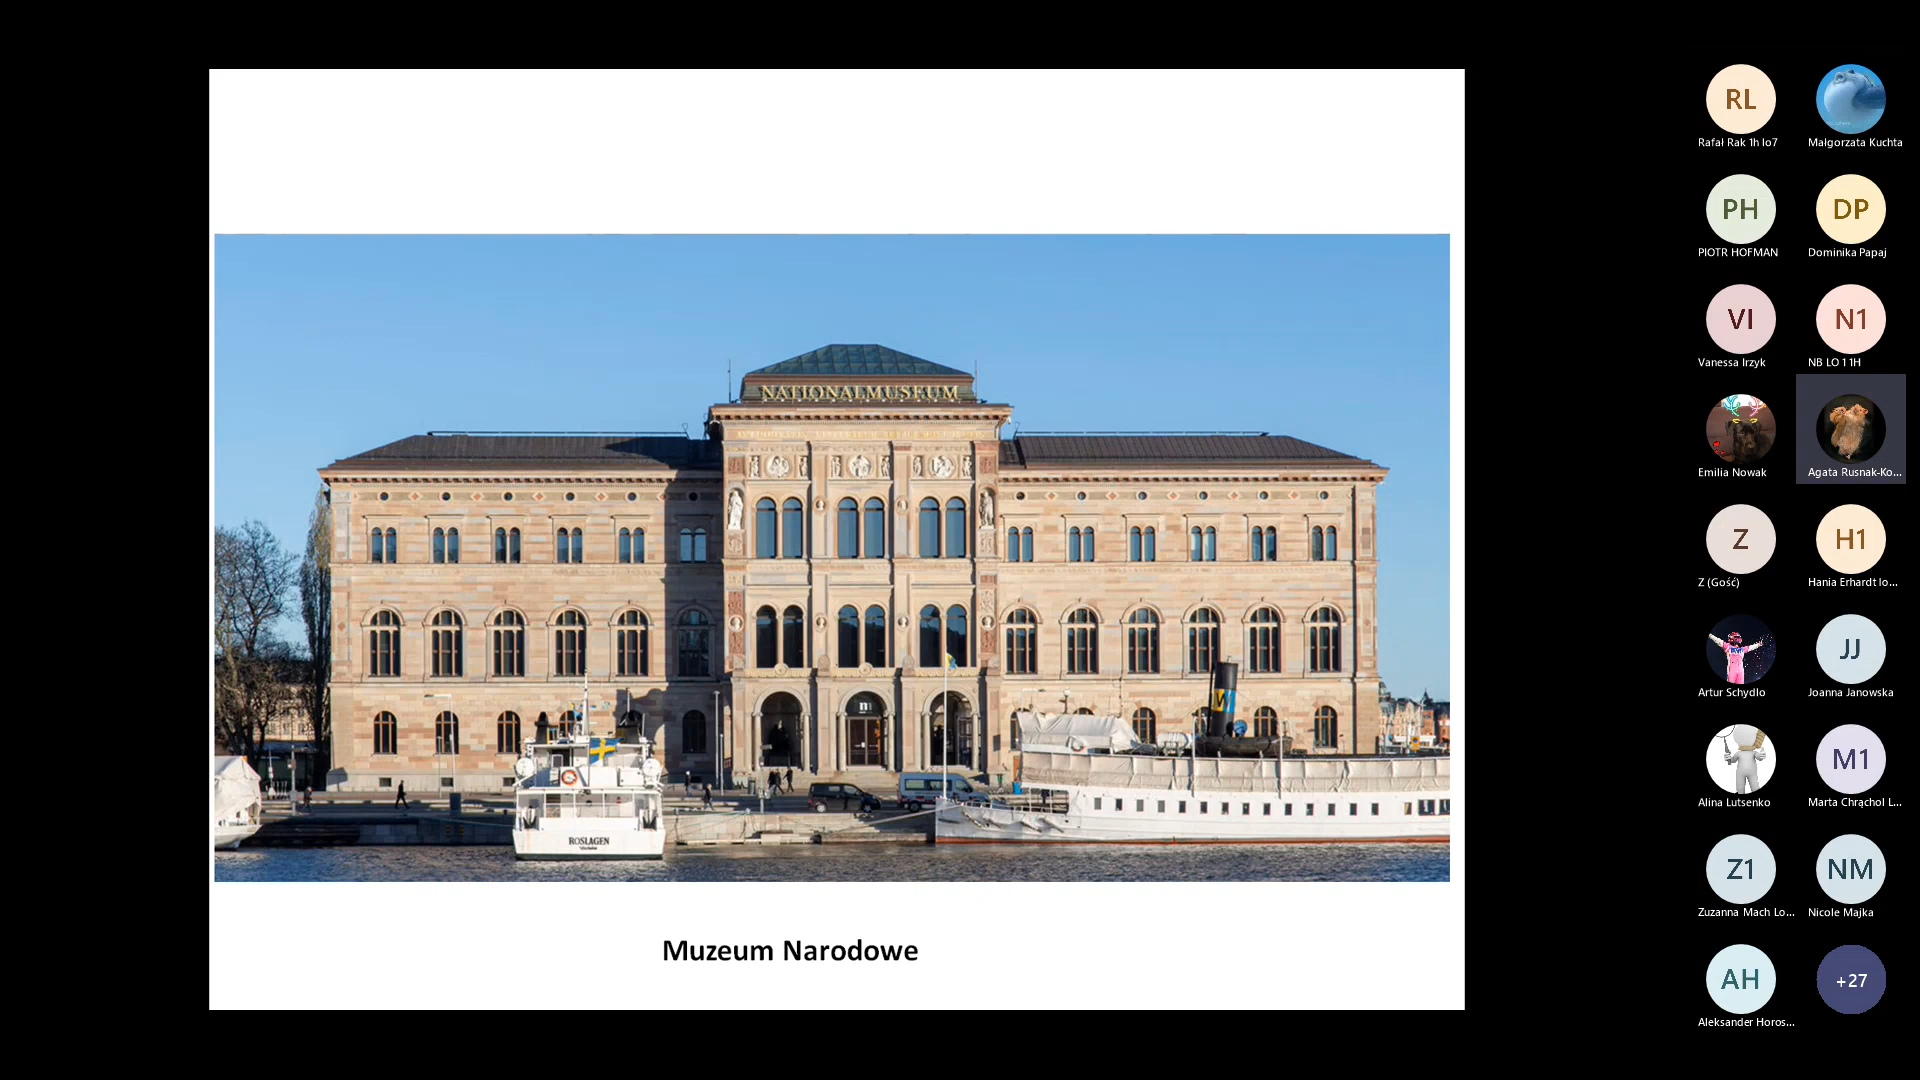 NATIONALMUSEUM
ROSLAGEN
Muzeum Narodowe
RL
Rafał Rak 1h lo7
Małgorzata Kuchta
PH
PIOTR HOFMAN
DP
Dominika Papaj
VI
Vanessa Irzyk
N1
NB LO 1 1H
Emilia Nowak
Agata Rusnak-Ko...
Z
Z (Gość)
H1
Hania Erhardt lo...
Artur Schydlo
JJ
Joanna Janowska
Alina Lutsenko
M1
Marta Chrąchol L...
Z1
Zuzanna Mach Lo...
NM
Nicole Majka
AH
Aleksander Horos...
+27